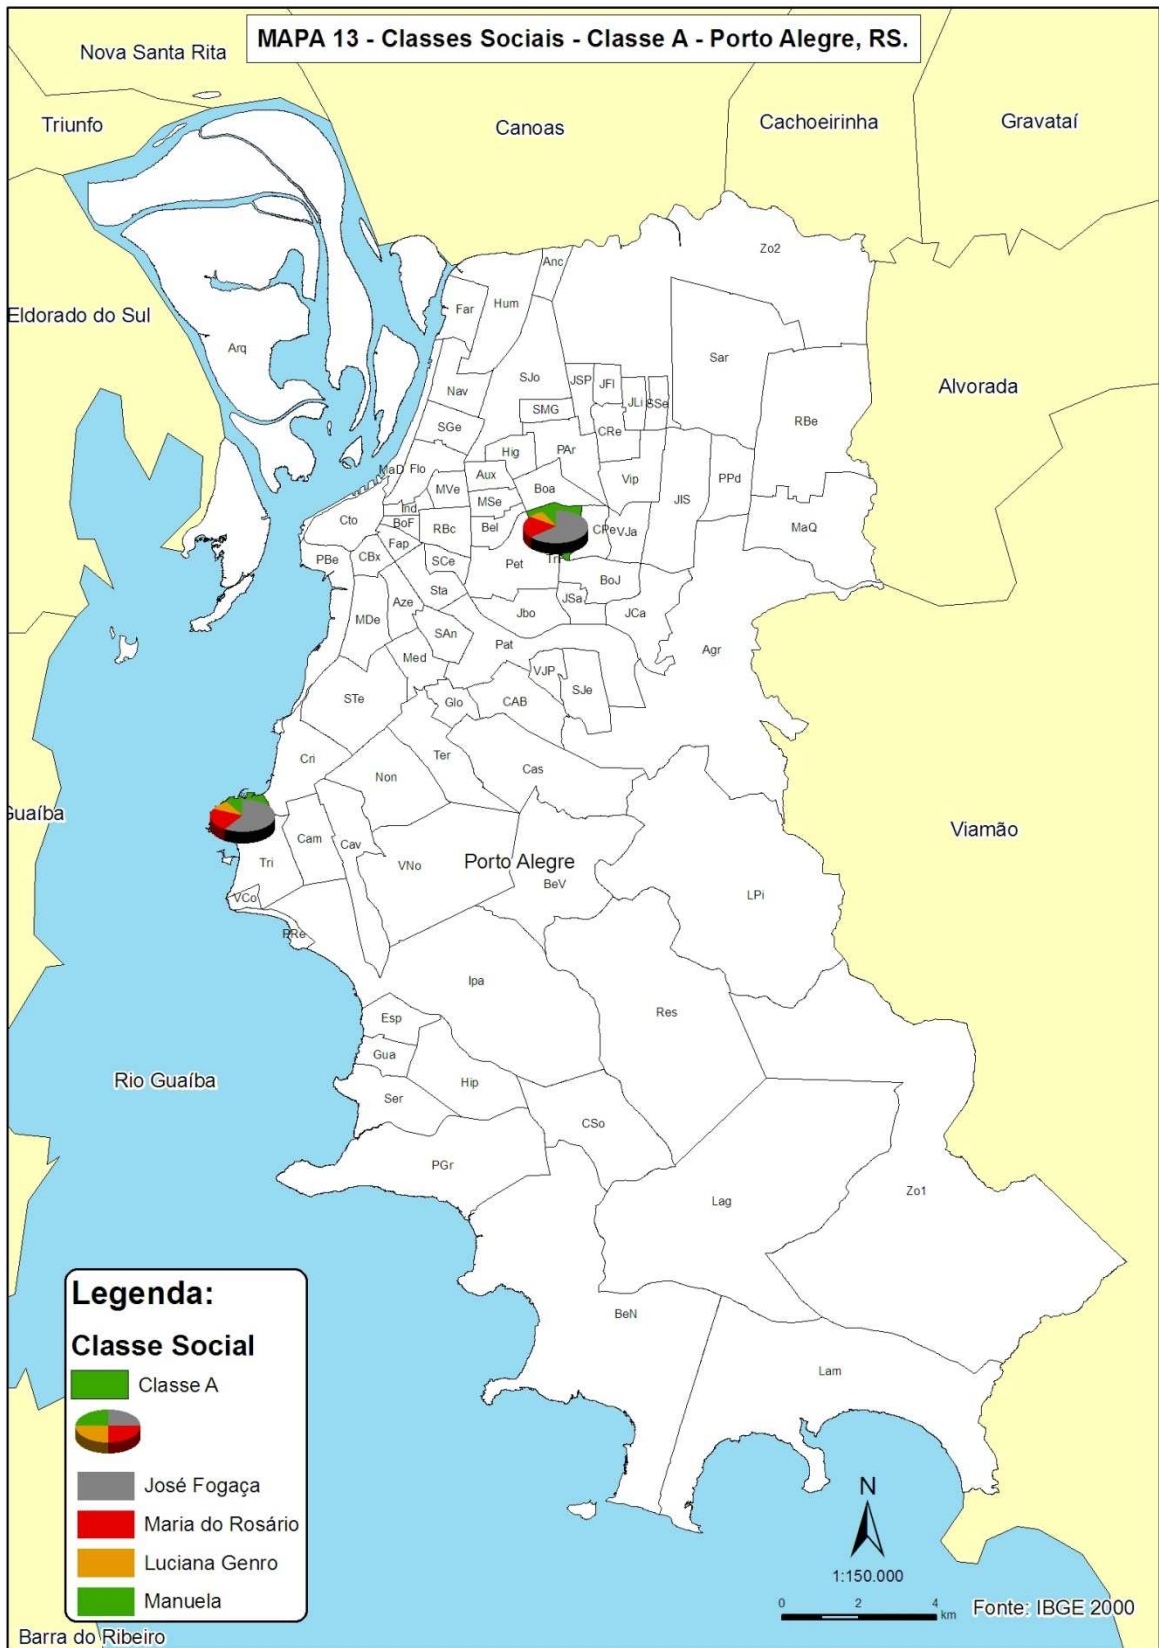 MAPA 13 - Classes Sociais - Classe A - Porto Alegre, RS.
Nova Santa Rita
Triunfo
Canoas
Cachoeirinha
Gravataí
Zo2
Anc
Hum
Far
Eldorado do Sul
Arq
Sar
SJo
JSP
JFl
Alvorada
Nav
JLi
SSe
SMG
RBe
SGe
CRe
Hig
PAr
MaD
Flo
Aux
Vip
PPd
JIS
MVe
Boa
MSe
Ind
Cto
BoF
RBc
Bel
CPe
VJa
MaQ
Fap
PBe
CBx
SCe
Pet
Trf
BoJ
Sta
Aze
JSa
MDe
Jbo
JCa
SAn
Pat
Agr
Med
VJP
SJe
STe
Glo
CAB
Cri
Ter
Cas
Non
Guaíba
Viamão
Cam
Cav
Tri
VNo
Porto Alegre
BeV
LPi
VCo
PRe
Ipa
Res
Esp
Gua
Rio Guaíba
Hip
Ser
CSo
PGr
Zo1
Lag
Legenda:
BeN
Classe Social
Lam
Classe A
José Fogaça
N
Maria do Rosário
Luciana Genro
1:150.000
Manuela
0 2 4
km
Fonte: IBGE 2000
Barra do Ribeiro